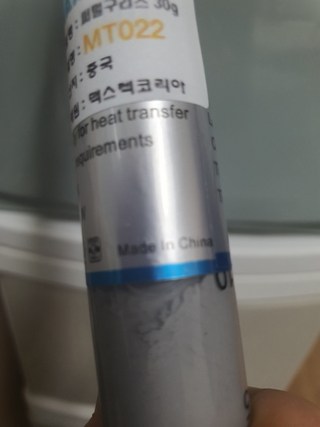 : 써멀구리스 30g
: MT022
: 중국
: 맥스텍코리아
for heat transfer
equirements
Made in China